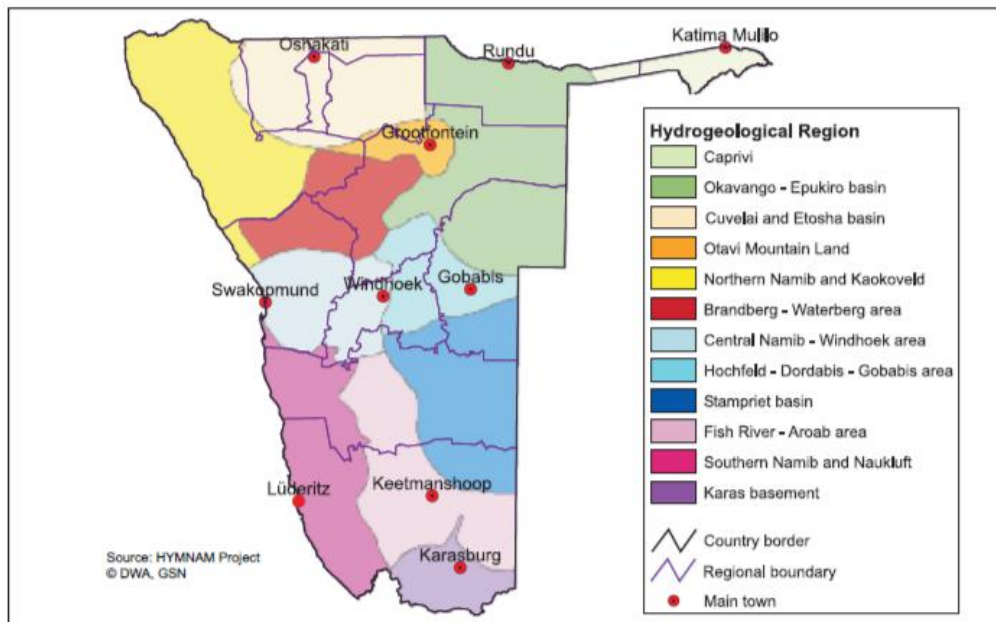 Oshakati
Rundu
Katima Mulilo
Grootfontein
Swakopmund
Windhoek
Gobabis
Lüderitz
Keetmanshoop
Karasburg
Source: HYMNAM Project
© DWA, GSN
Hydrogeological Region
Caprivi
Okavango - Epukiro basin
Cuvelai and Etosha basin
Otavi Mountain Land
Northern Namib and Kaokoveld
Brandberg - Waterberg area
Central Namib - Windhoek area
Hochfeld - Dordabis - Gobabis area
Stampriet basin
Fish River - Aroab area
Southern Namib and Naukluft
Karas basement
Country border
Regional boundary
Main town